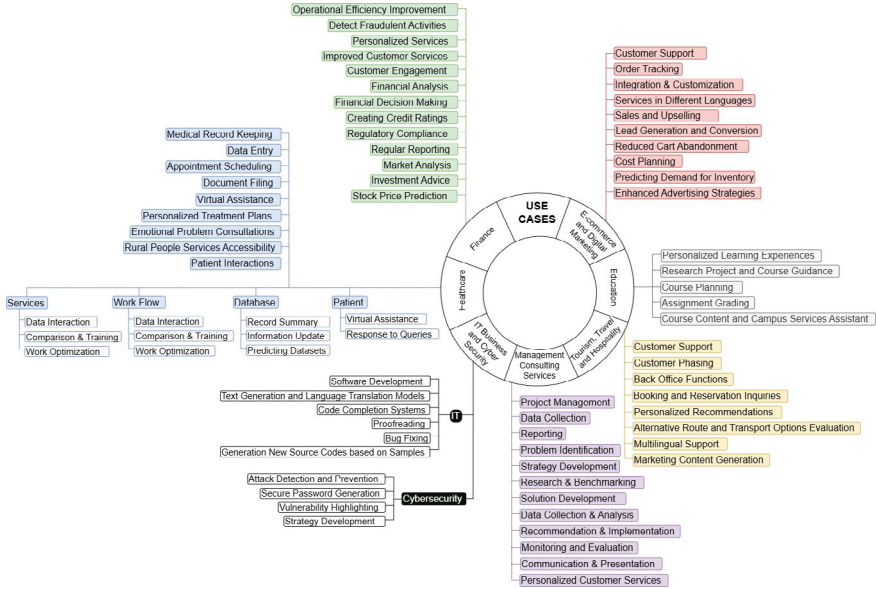 Operational Efficiency Improvement
Detect Fraudulent Activities
Personalized Services
Improved Customer Services
Customer Engagement
Financial Analysis
Financial Decision Making
Creating Credit Ratings
Regulatory Compliance
Regular Reporting
Market Analysis
Investment Advice
Stock Price Prediction
Customer Support
Order Tracking
Integration & Customization
Services in Different Languages
Sales and Upselling
Lead Generation and Conversion
Reduced Cart Abandonment
Cost Planning
Predicting Demand for Inventory
Enhanced Advertising Strategies
Medical Record Keeping
Data Entry
Appointment Scheduling
Document Filing
Virtual Assistance
Personalized Treatment Plans
Emotional Problem Consultations
Rural People Services Accessibility
Patient Interactions
USE
CASES
Finance
E-commerce
and Digital
Marketing
Healthcare
Education
IT Business
and Cyber
Security
Management
Consulting
Services
Tourism, Travel
and Hospitality
Personalized Learning Experiences
Research Project and Course Guidance
Course Planning
Assignment Grading
Course Content and Campus Services Assistant
Services
Data Interaction
Comparison & Training
Work Optimization
Work Flow
Data Interaction
Comparison & Training
Work Optimization
Database
Record Summary
Information Update
Predicting Datasets
Patient
Virtual Assistance
Response to Queries
Customer Support
Customer Phasing
Back Office Functions
Booking and Reservation Inquiries
Personalized Recommendations
Alternative Route and Transport Options Evaluation
Multilingual Support
Marketing Content Generation
Software Development
Text Generation and Language Translation Models
Code Completion Systems
Proofreading
Bug Fixing
Generation New Source Codes based on Samples
IT
Attack Detection and Prevention
Secure Password Generation
Vulnerability Highlighting
Strategy Development
Cybersecurity
Project Management
Data Collection
Reporting
Problem Identification
Strategy Development
Research & Benchmarking
Solution Development
Data Collection & Analysis
Recommendation & Implementation
Monitoring and Evaluation
Communication & Presentation
Personalized Customer Services